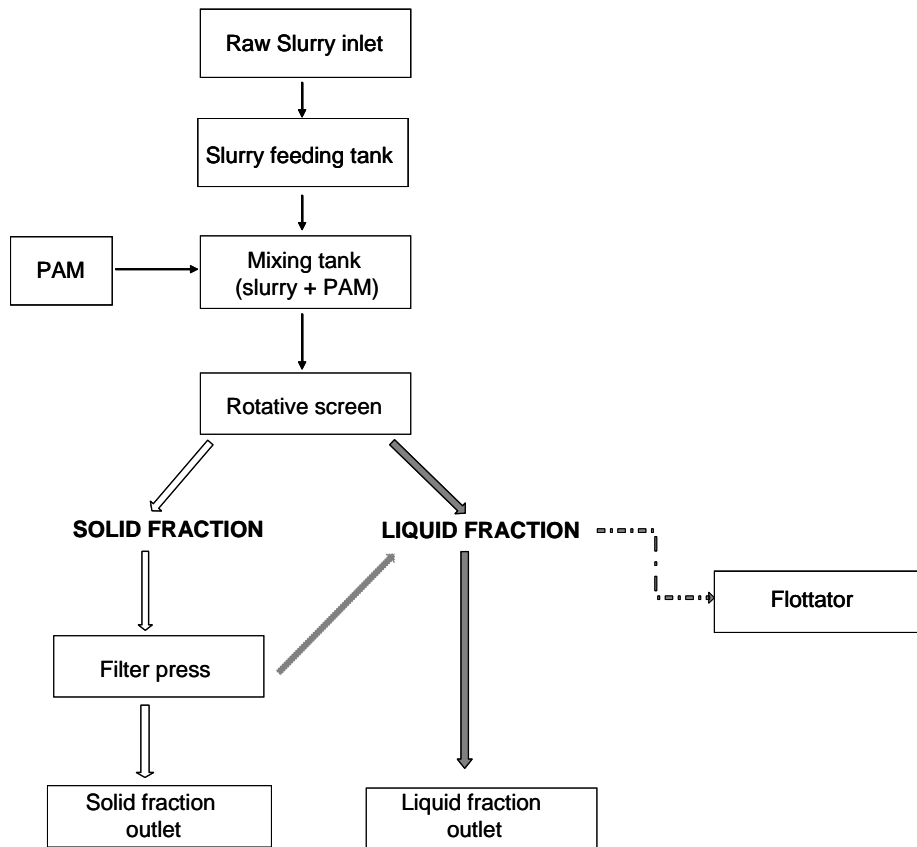 Raw Slurry inlet
Slurry feeding tank
PAM
Mixing tank
(slurry + PAM)
Rotative screen
SOLID FRACTION
LIQUID FRACTION
Flottator
Filter press
Solid fraction
outlet
Liquid fraction
outlet